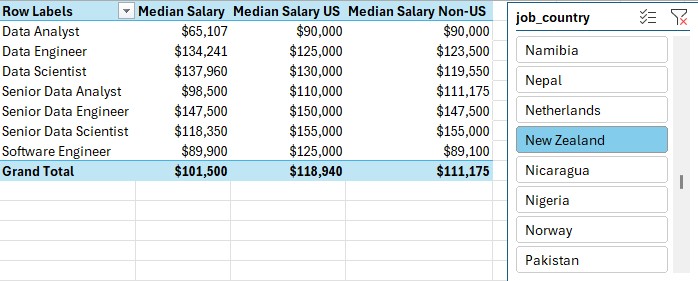 Row Labels Median Salary Median Salary US Median Salary Non-US
Data Analyst $65,107 $90,000 $90,000
Data Engineer $134,241 $125,000 $123,500
Data Scientist $137,960 $130,000 $119,550
Senior Data Analyst $98,500 $110,000 $111,175
Senior Data Engineer $147,500 $150,000 $147,500
Senior Data Scientist $118,350 $155,000 $155,000
Software Engineer $89,900 $125,000 $89,100
Grand Total $101,500 $118,940 $111,175
job_country
Namibia
Nepal
Netherlands
New Zealand
Nicaragua
Nigeria
Norway
Pakistan